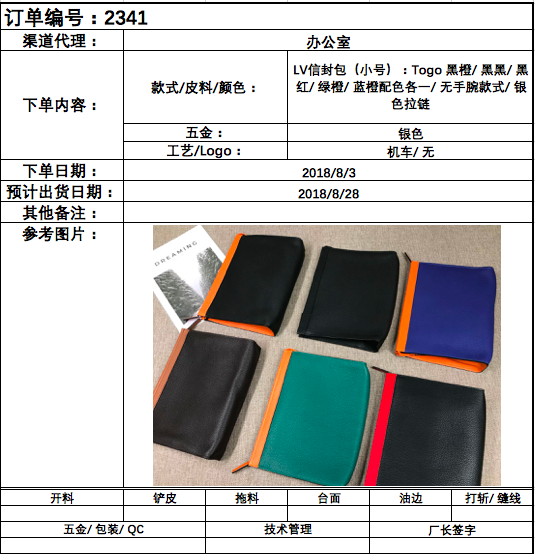 订单编号：2341
渠道代理：
办公室
下单内容：
款式/皮料/颜色：
LV信封包（小号）：Togo 黑橙/ 黑黑/ 黑
红/ 绿橙/ 蓝橙配色各一/ 无手腕款式/ 银
色拉链
五金：
银色
工艺/Logo：
机车/ 无
下单日期：
2018/8/3
预计出货日期：
2018/8/28
其他备注：
参考图片：
DREAMING
开料
铲皮
拖料
台面
油边
打斩/ 缝线
五金/ 包装/ QC
技术管理
厂长签字